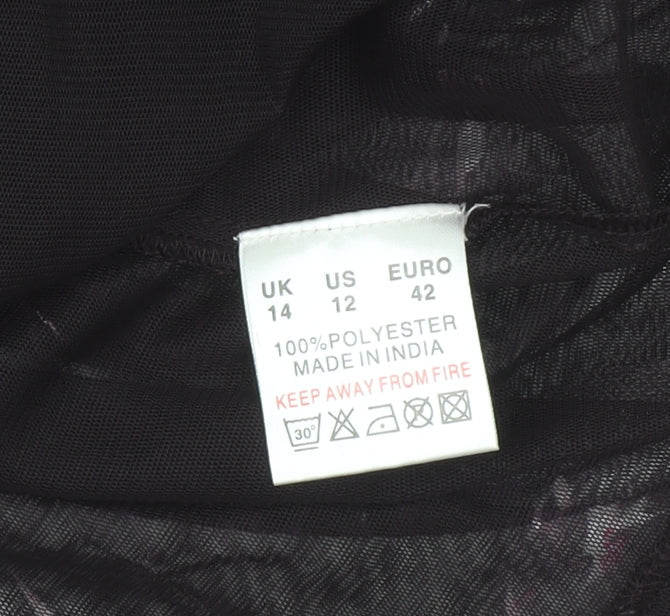 UK US EURO
14 12 42
100%POLYESTER
MADE IN INDIA
KEEP AWAY FROM FIRE
30°